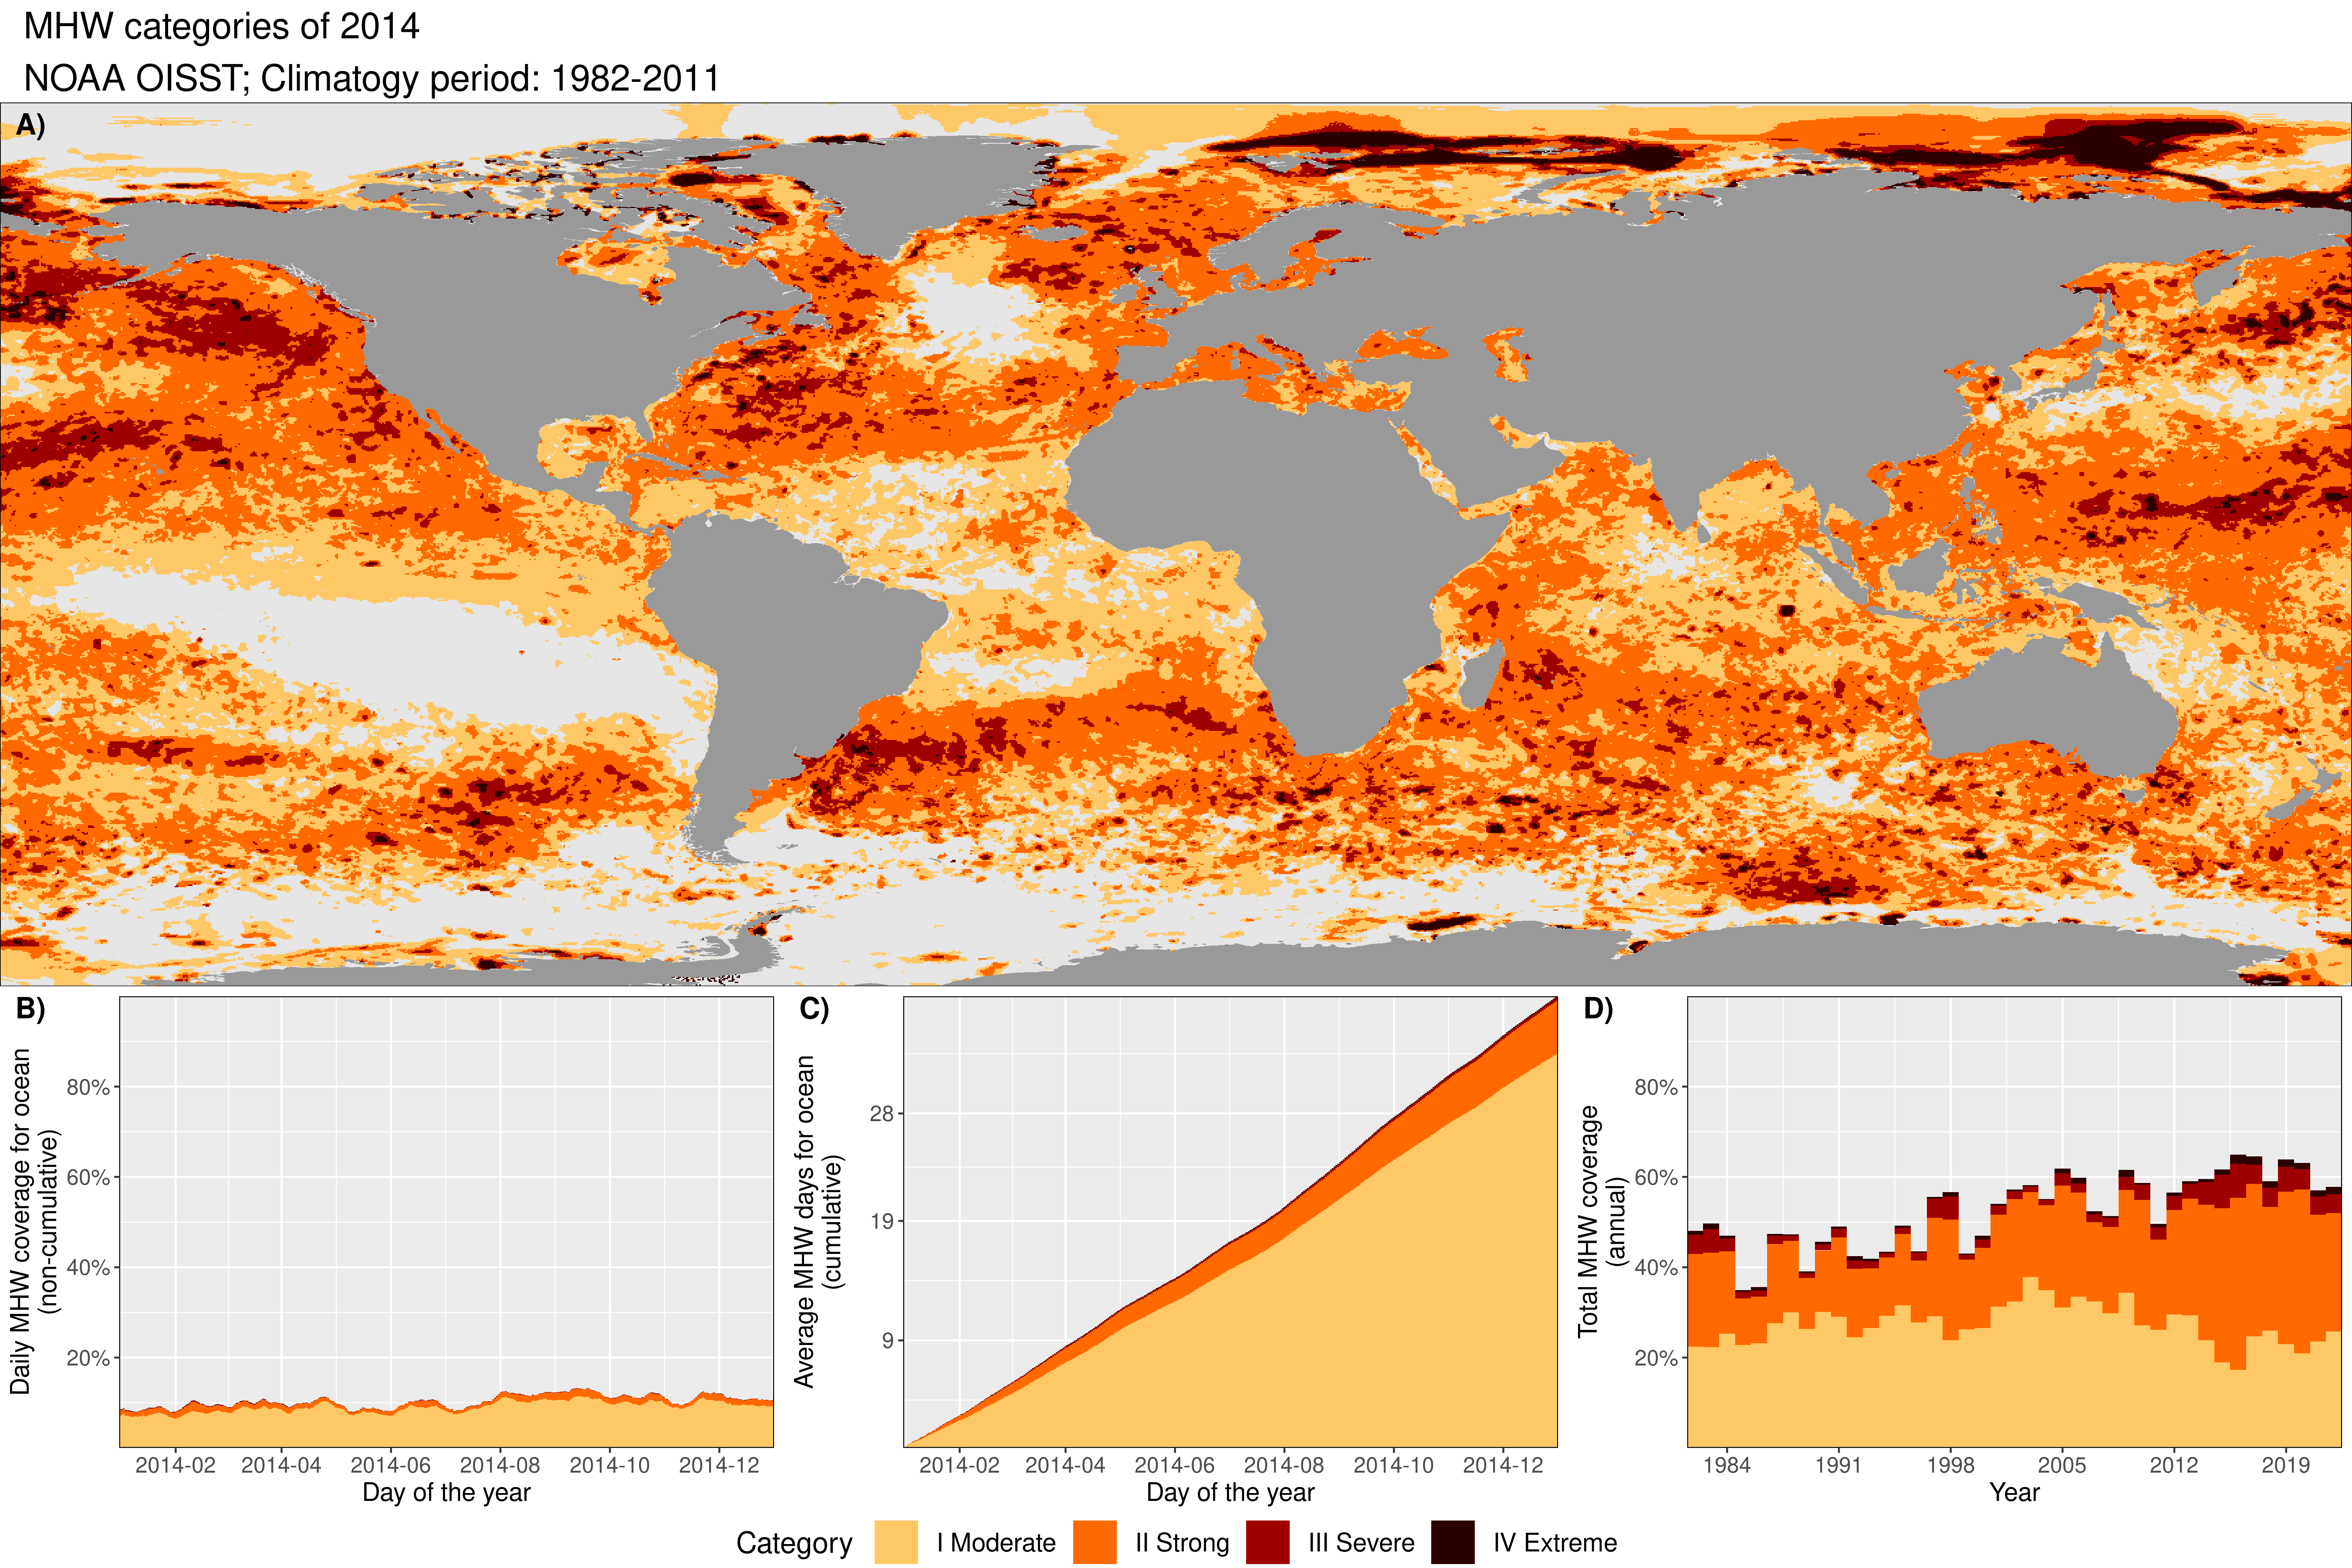 MHW categories of 2014
NOAA OISST; Climatogy period: 1982-2011
A)
B)
Daily MHW coverage for ocean
(non-cumulative)
80%
60%
40%
20%
2014-02 2014-04 2014-06 2014-08 2014-10 2014-12
Day of the year
C)
Average MHW days for ocean
(cumulative)
28
19
9
2014-02 2014-04 2014-06 2014-08 2014-10 2014-12
Day of the year
D)
Total MHW coverage
(annual)
80%
60%
40%
20%
1984 1991 1998 2005 2012 2019
Year
Category I Moderate II Strong III Severe IV Extreme